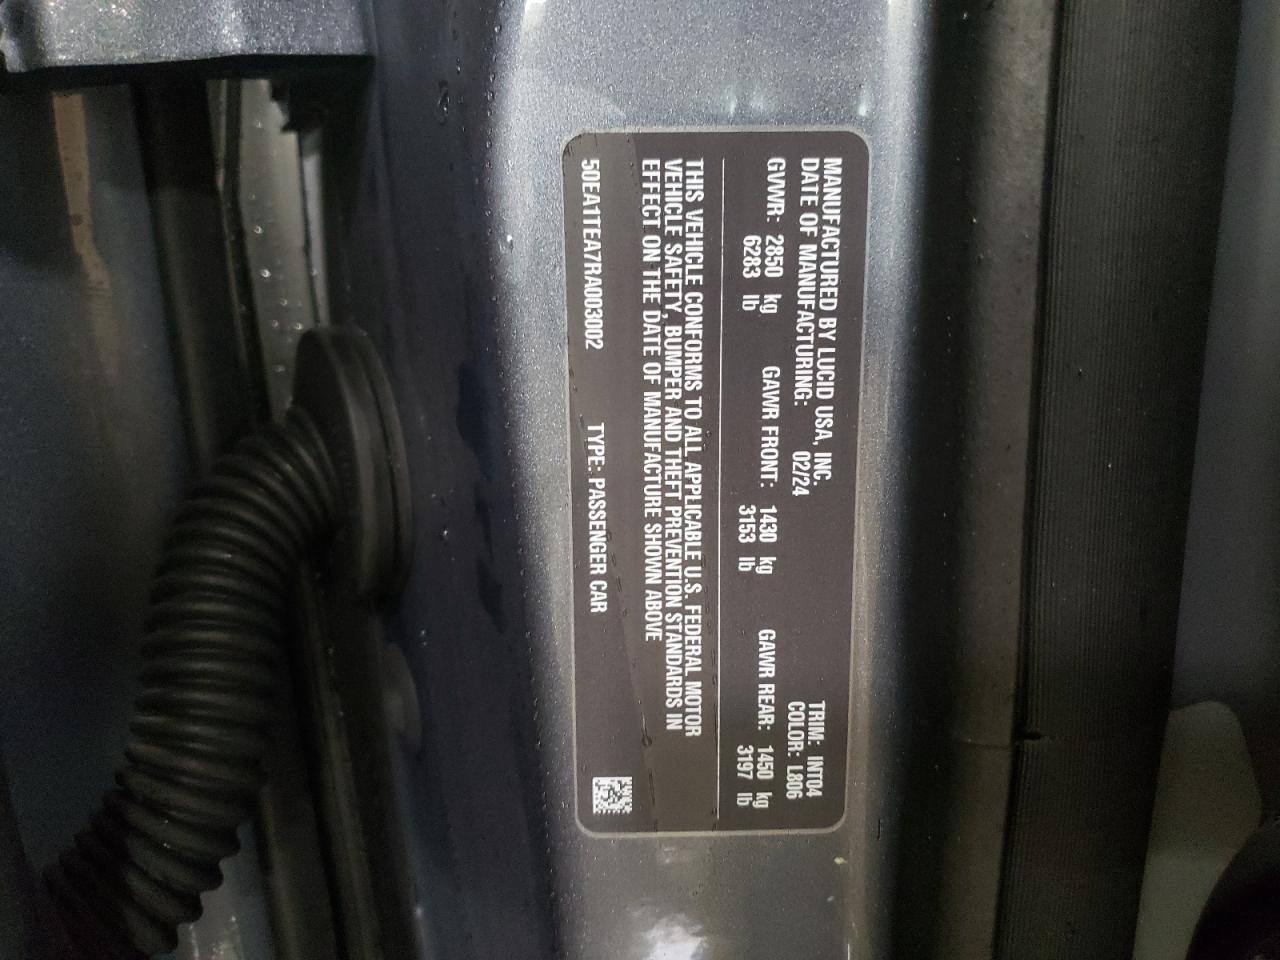 MANUFACTURED BY LUCID USA, INC.
DATE OF MANUFACTURING: 02/24
TRIM: INT04
COLOR: L806
GVWR: 2850 kg GAWR FRONT: 1430 kg GAWR REAR: 1450 kg
6283 lb 3153 lb 3197 lb
THIS VEHICLE CONFORMS TO ALL APPLICABLE U.S. FEDERAL MOTOR
VEHICLE SAFETY, BUMPER AND THEFT PREVENTION STANDARDS IN
EFFECT ON THE DATE OF MANUFACTURE SHOWN ABOVE
50EA1TEA7RA003002 TYPE: PASSENGER CAR